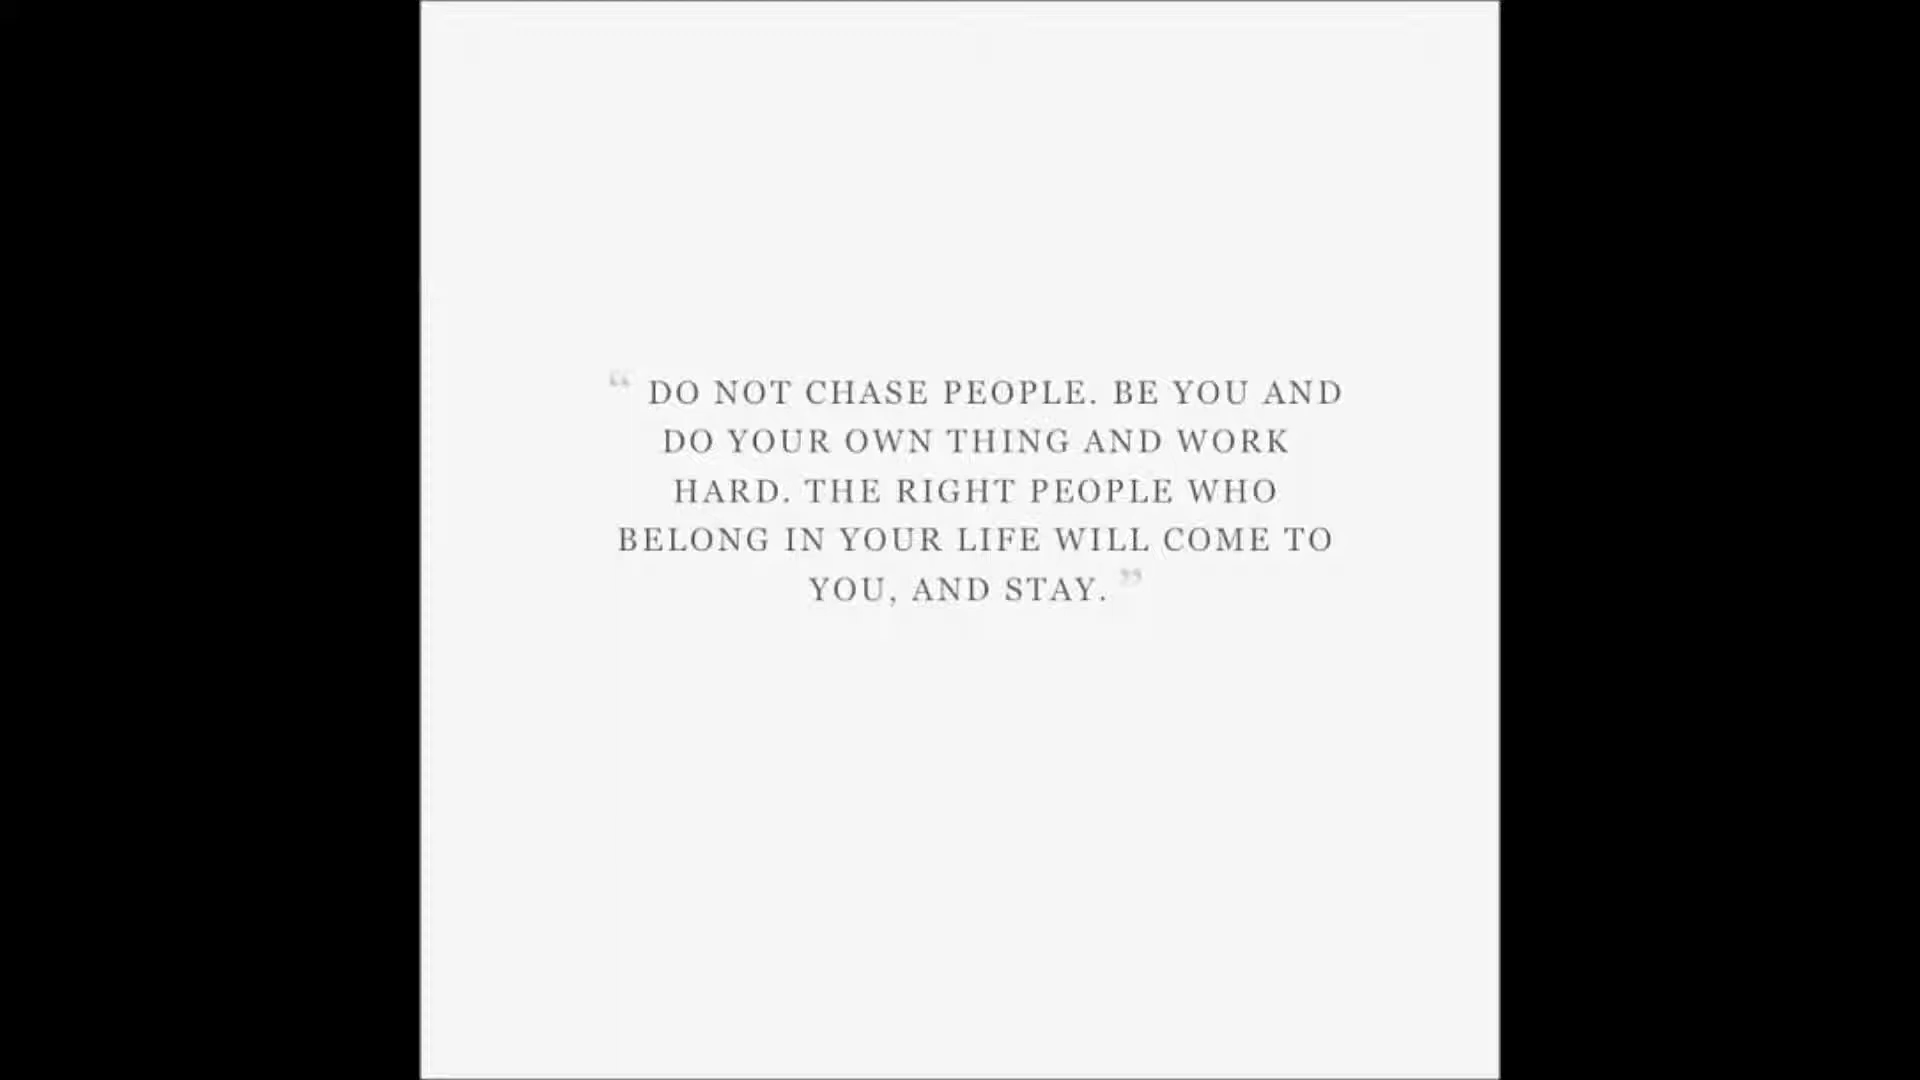 “ DO NOT CHASE PEOPLE. BE YOU AND
DO YOUR OWN THING AND WORK
HARD. THE RIGHT PEOPLE WHO
BELONG IN YOUR LIFE WILL COME TO
YOU, AND STAY. ”